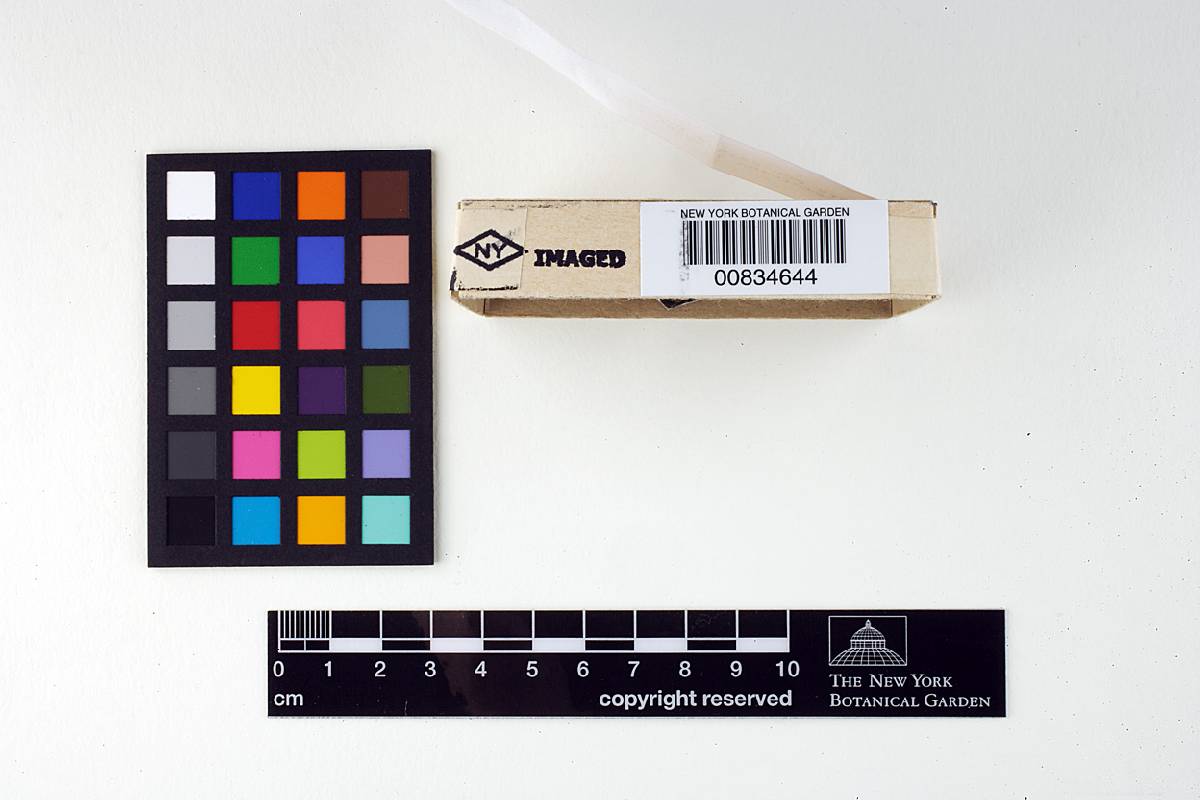 NEW YORK BOTANICAL GARDEN
NY IMAGED
00834644
0 1 2 3 4 5 6 7 8 9 10
cm copyright reserved
THE NEW YORK
BOTANICAL GARDEN